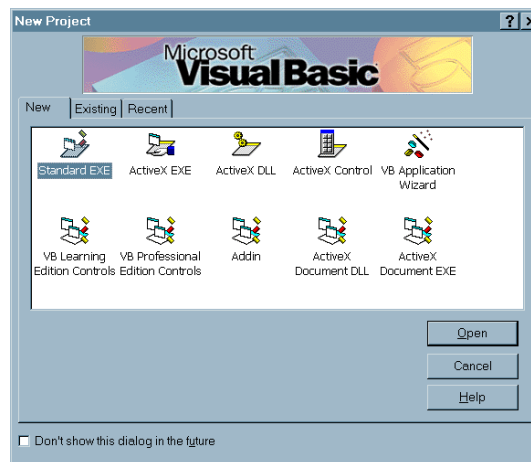 New Project
Microsoft
Visual Basic
New Existing Recent
Standard EXE ActiveX EXE ActiveX DLL ActiveX Control VB Application
Wizard
VB Learning VB Professional Addin ActiveX ActiveX
Edition Controls Edition Controls Document DLL Document EXE
Open
Cancel
Help
Don't show this dialog in the future